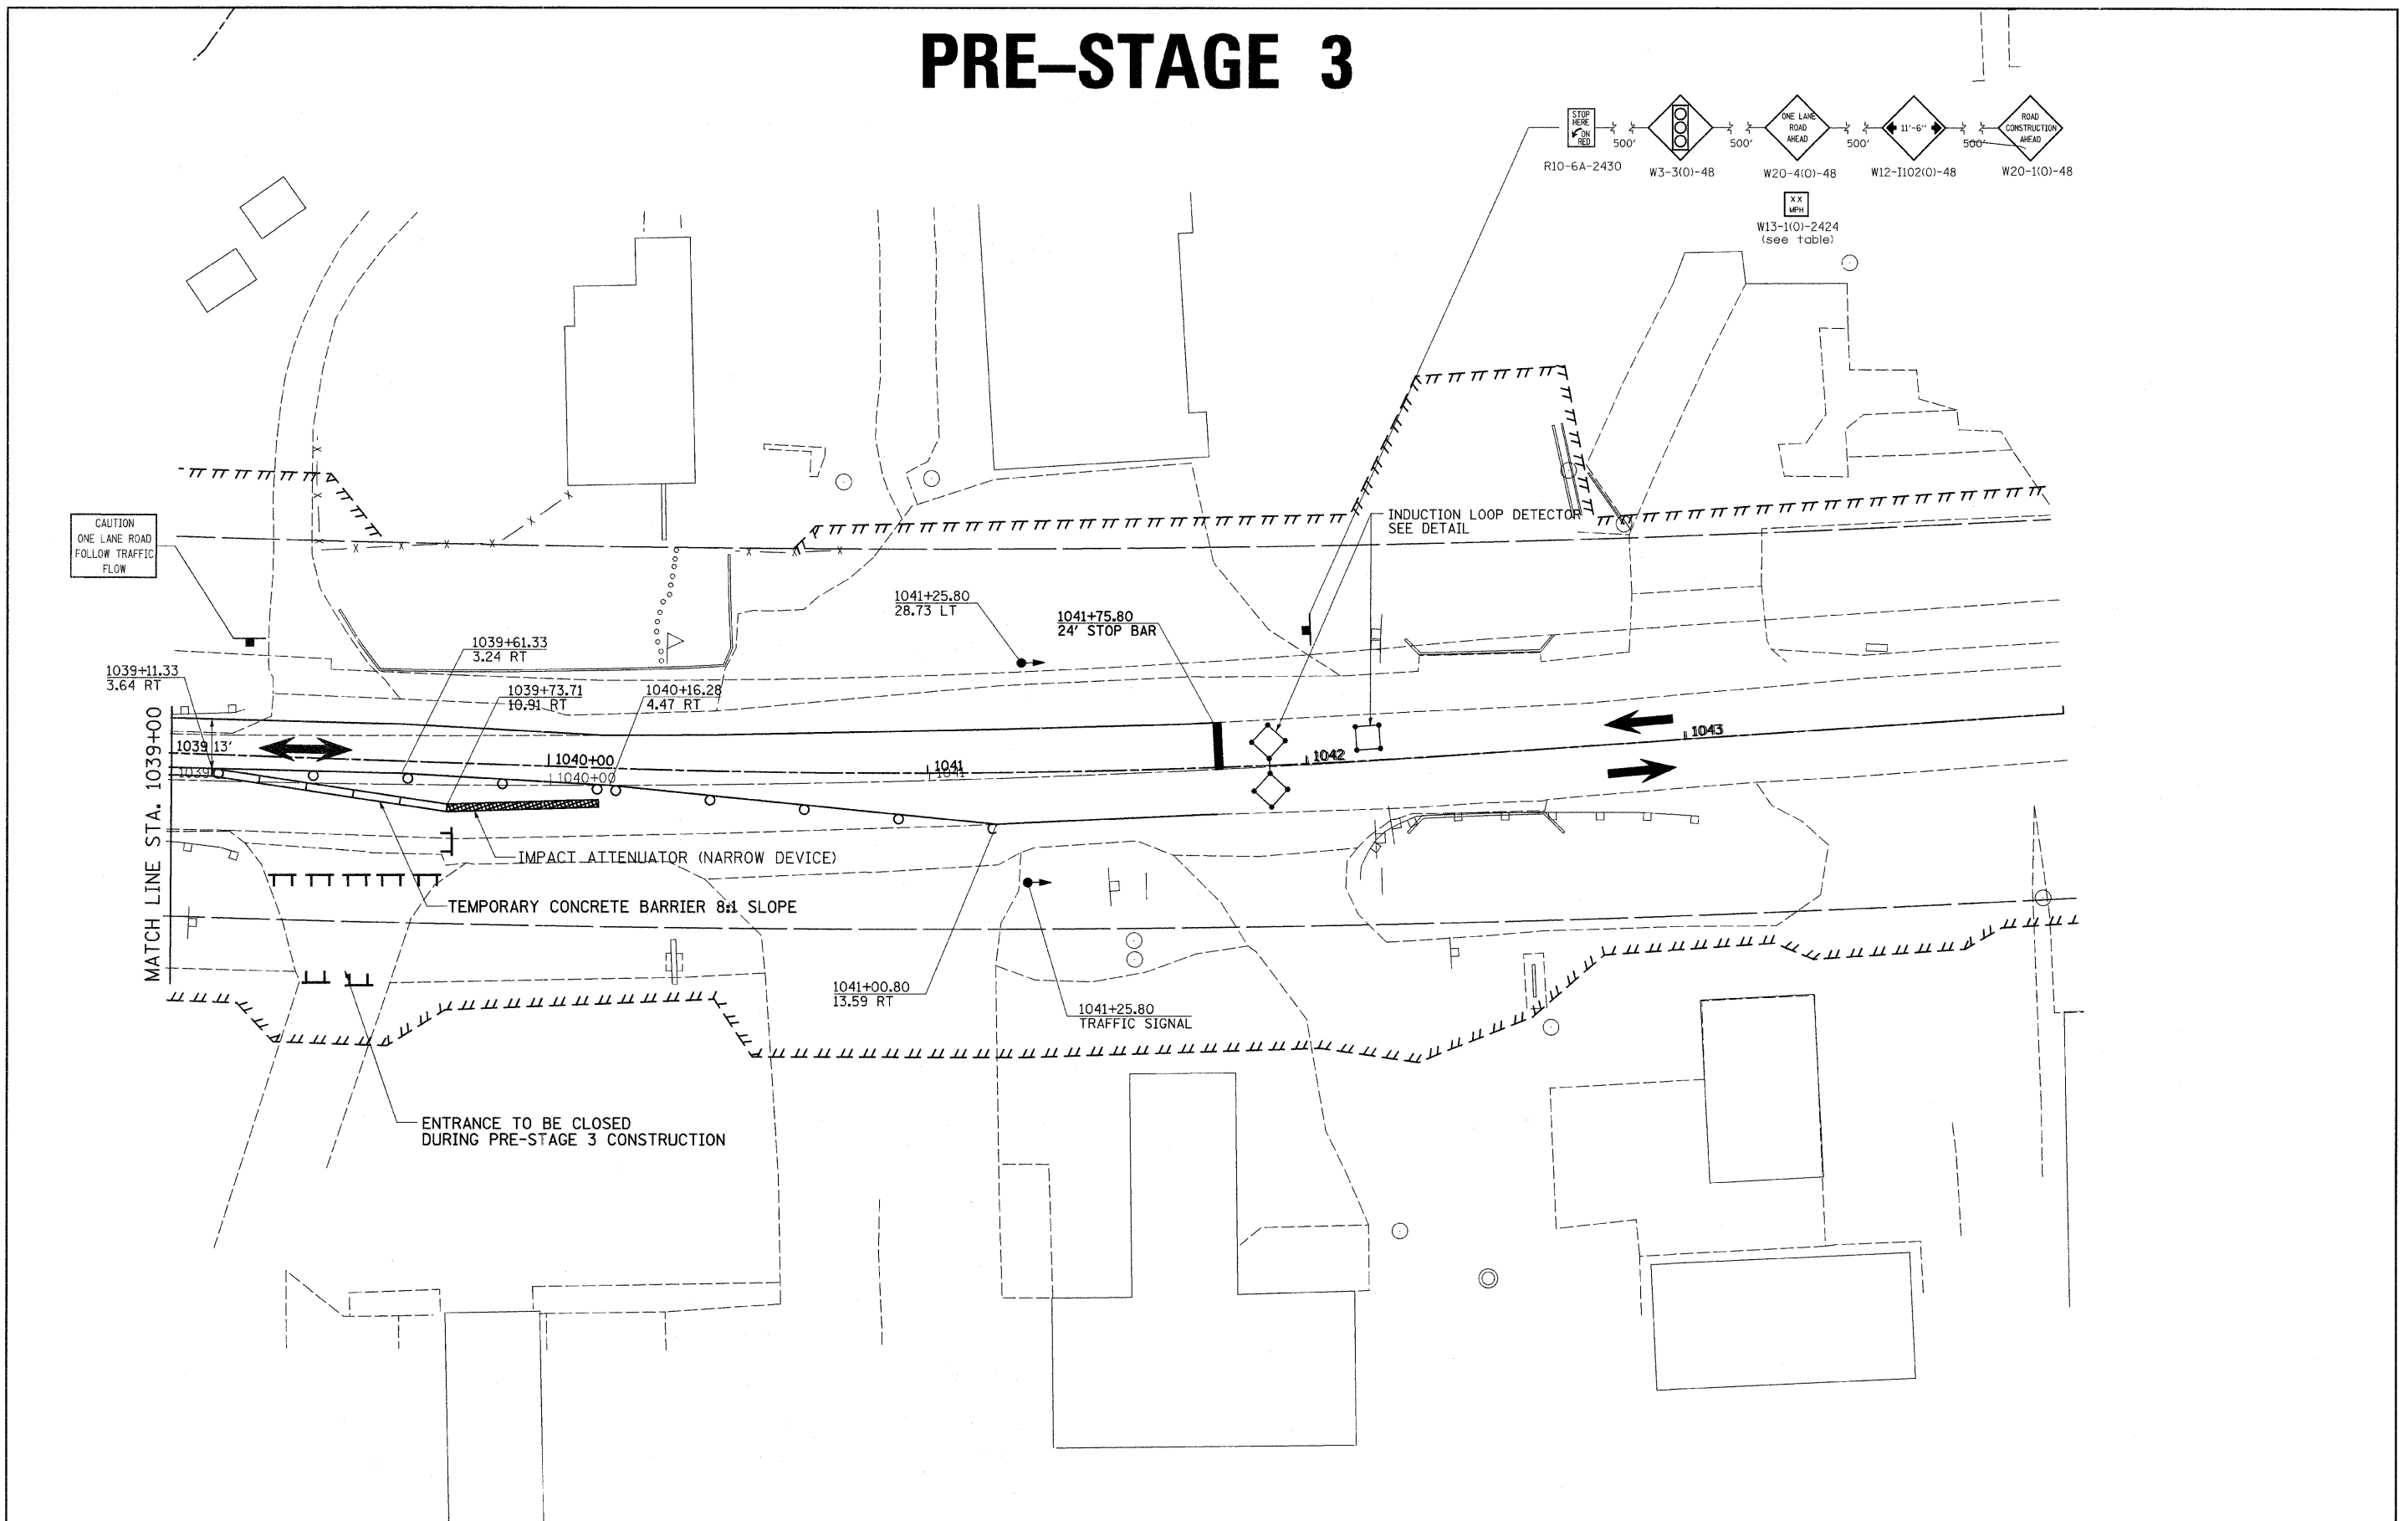 PRE-STAGE 3
STOP
HERE
ON
RED
ONE LANE
ROAD
AHEAD
11'-6"
ROAD
CONSTRUCTION
AHEAD
500'
500'
500'
500'
R10-6A-2430
W3-3(0)-48
W20-4(0)-48
W12-I102(0)-48
W20-1(0)-48
XX
MPH
W13-1(0)-2424
(see table)
CAUTION
ONE LANE ROAD
FOLLOW TRAFFIC
FLOW
INDUCTION LOOP DETECTOR
SEE DETAIL
1041+25.80
28.73 LT
1041+75.80
24' STOP BAR
1039+61.33
3.24 RT
1039+11.33
3.64 RT
1039+73.71
10.91 RT
1040+16.28
4.47 RT
MATCH LINE STA. 1039+00
1039
13'
1039
1040+00
1040+00
1041
1041
1042
1043
IMPACT ATTENUATOR (NARROW DEVICE)
TEMPORARY CONCRETE BARRIER 8:1 SLOPE
1041+00.80
13.59 RT
1041+25.80
TRAFFIC SIGNAL
ENTRANCE TO BE CLOSED
DURING PRE-STAGE 3 CONSTRUCTION